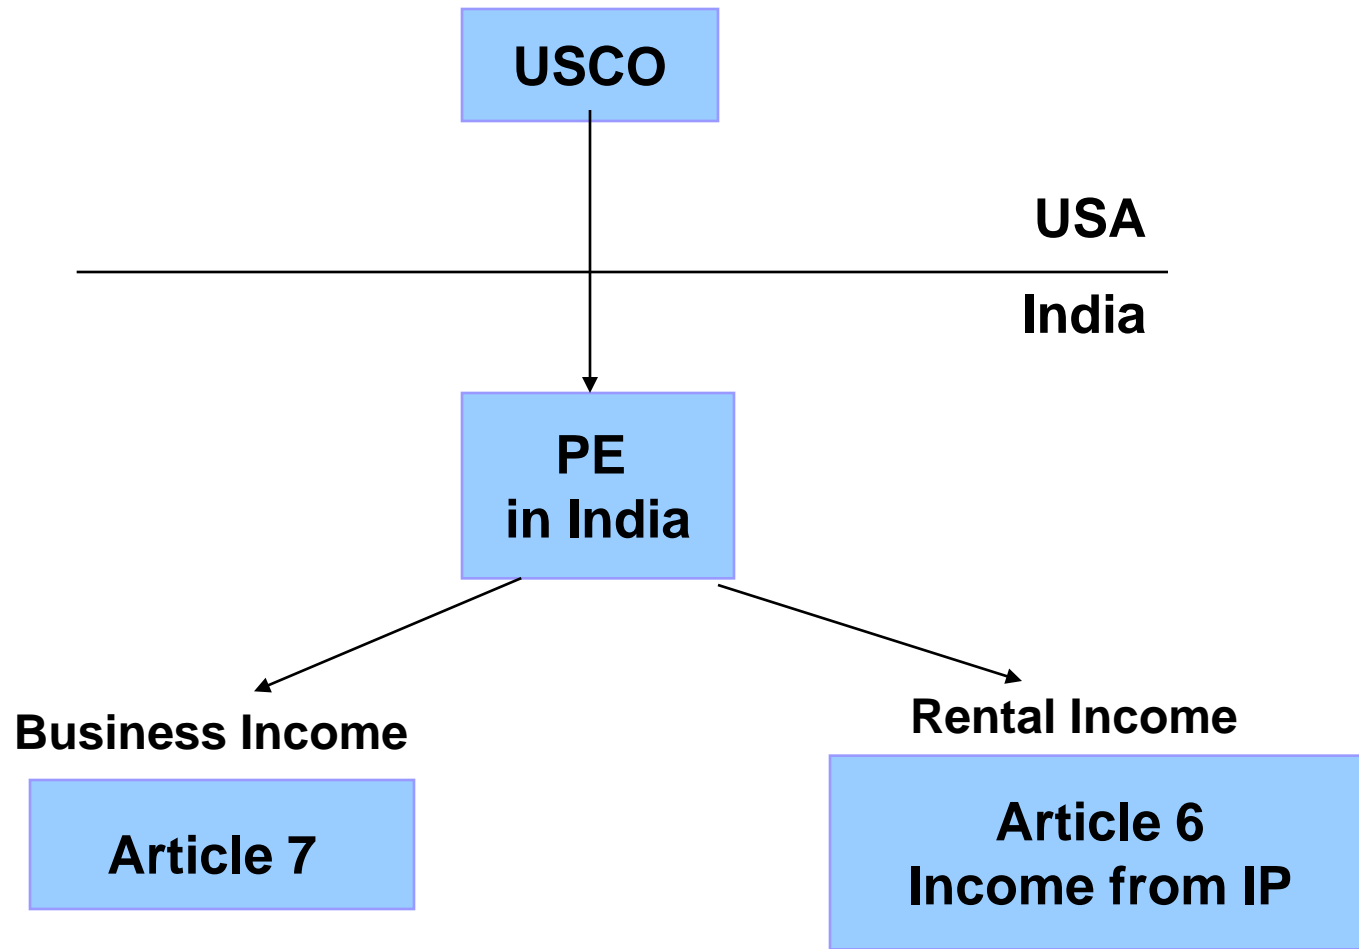 USCO
USA
India
PE
in India
Business Income
Rental Income
Article 7
Article 6
Income from IP